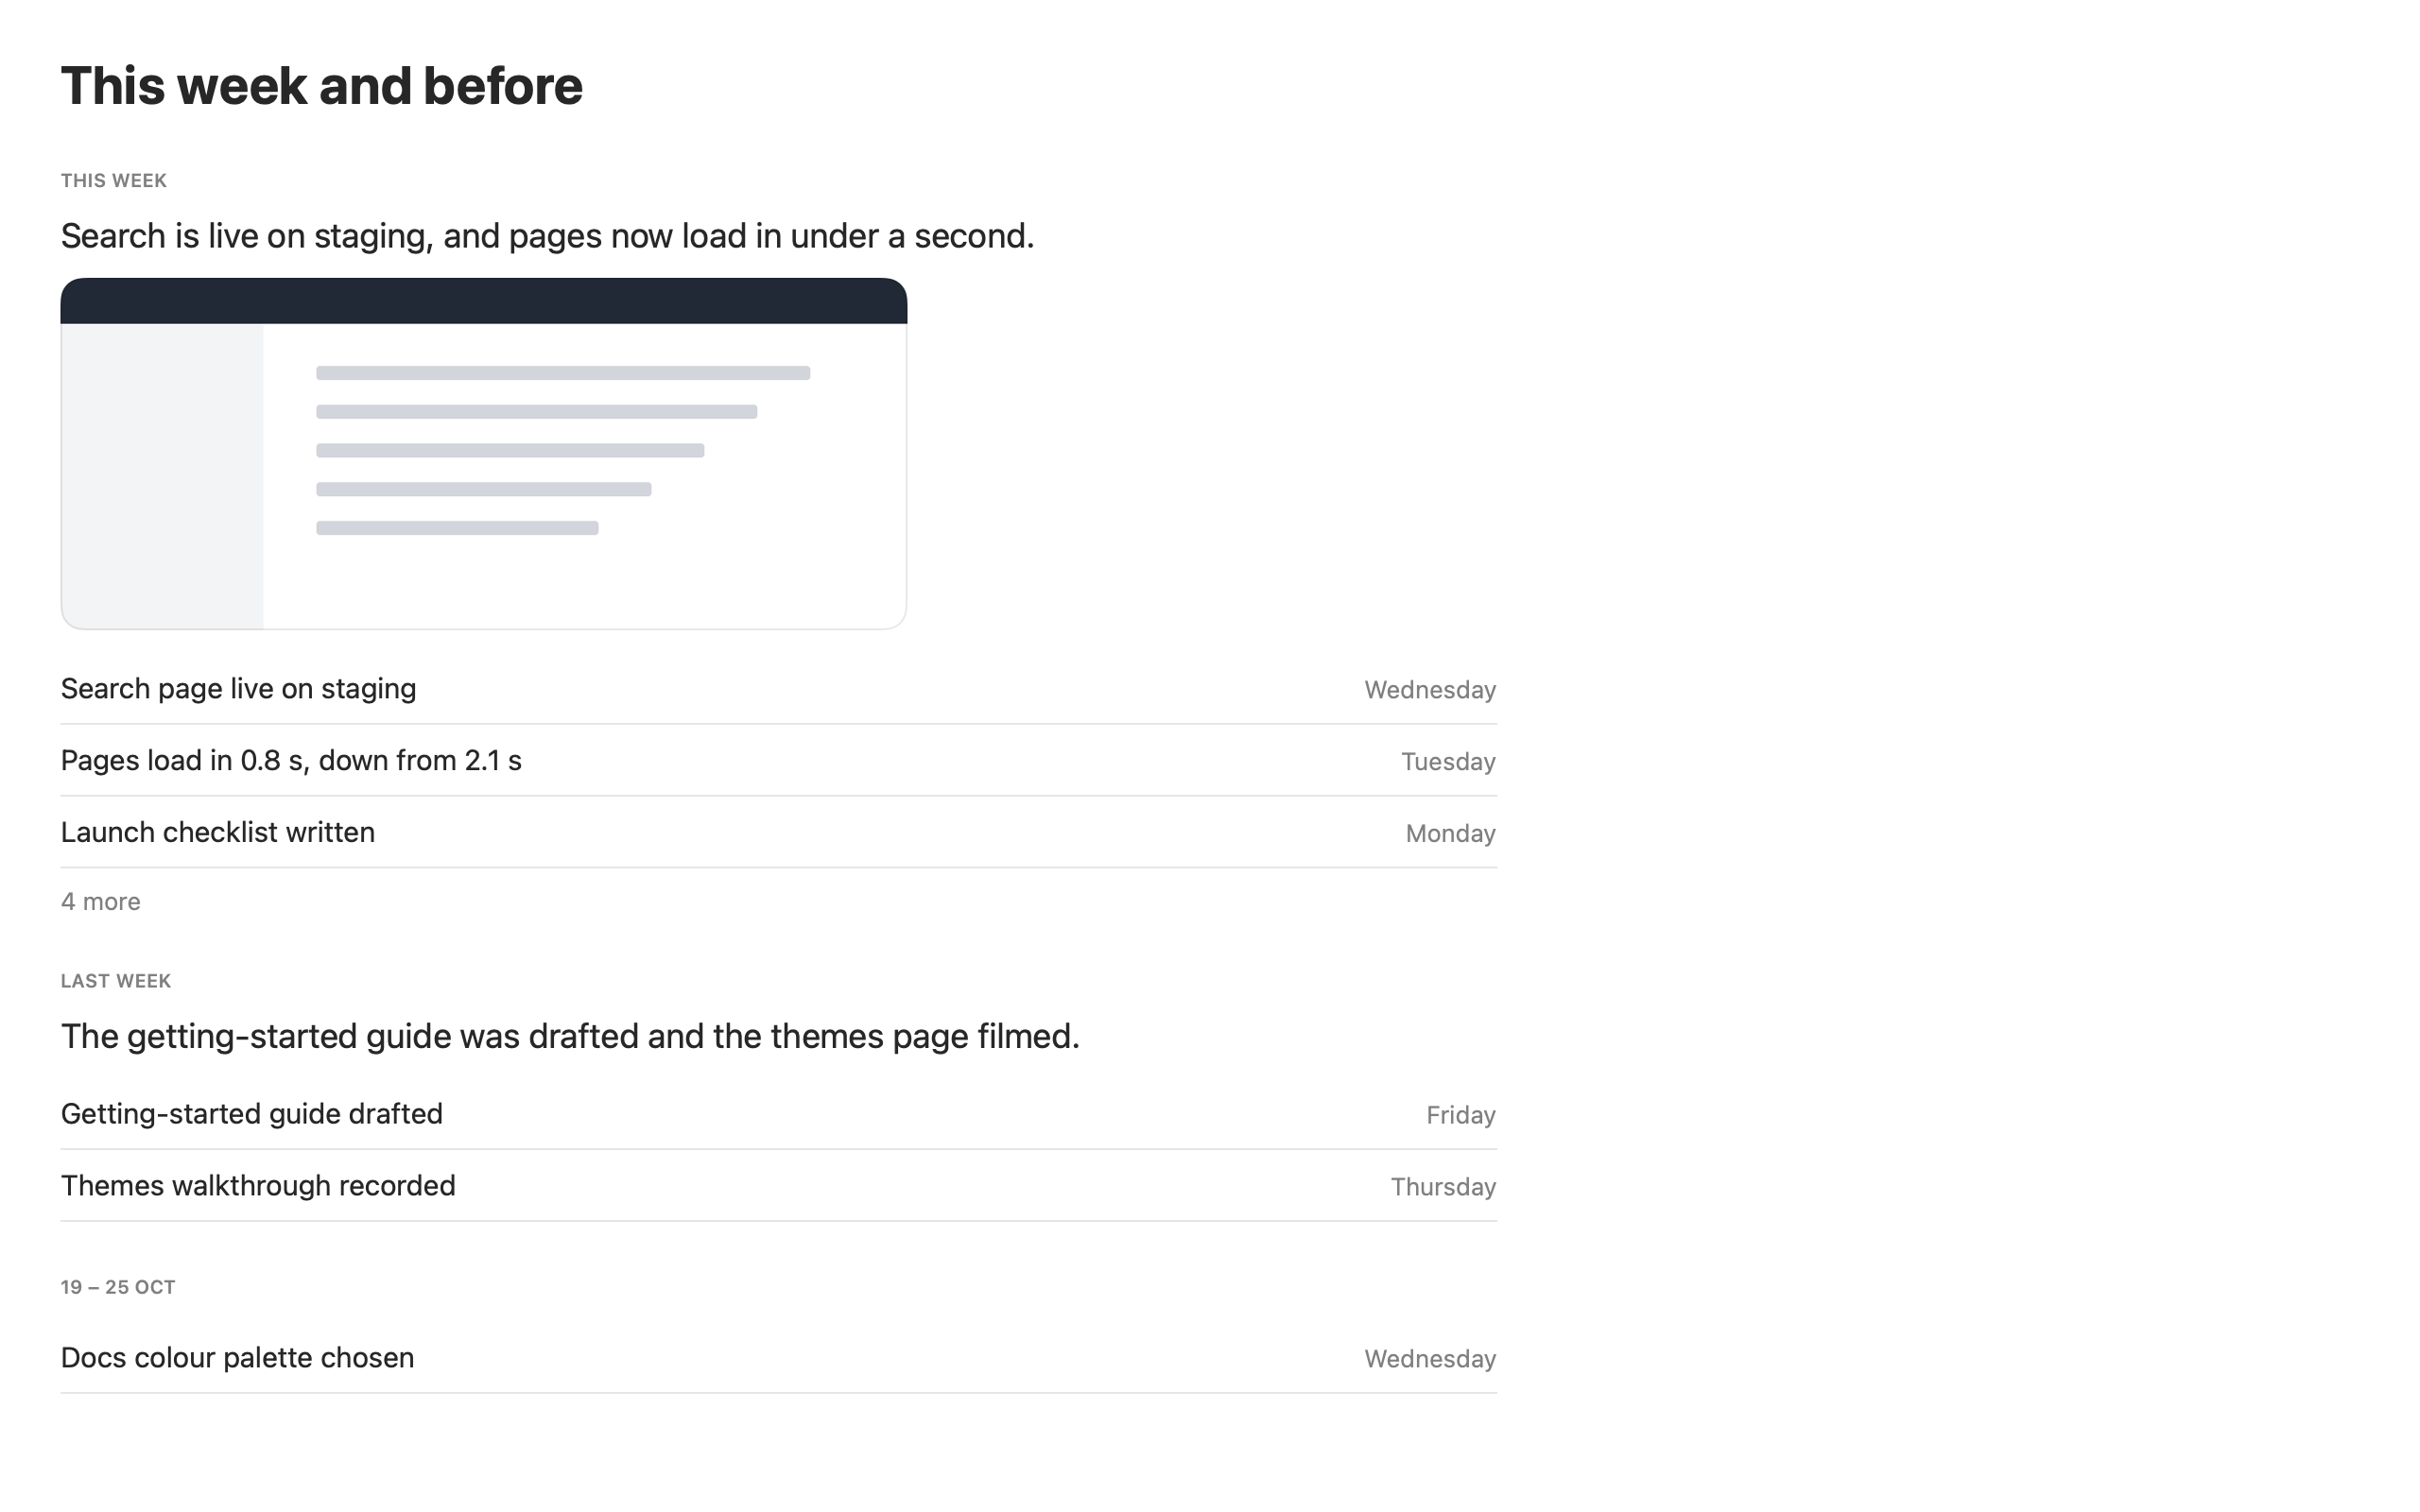 This week and before
THIS WEEK
Search is live on staging, and pages now load in under a second.
Search page live on staging Wednesday
Pages load in 0.8 s, down from 2.1 s Tuesday
Launch checklist written Monday
4 more
LAST WEEK
The getting-started guide was drafted and the themes page filmed.
Getting-started guide drafted Friday
Themes walkthrough recorded Thursday
19 – 25 OCT
Docs colour palette chosen Wednesday